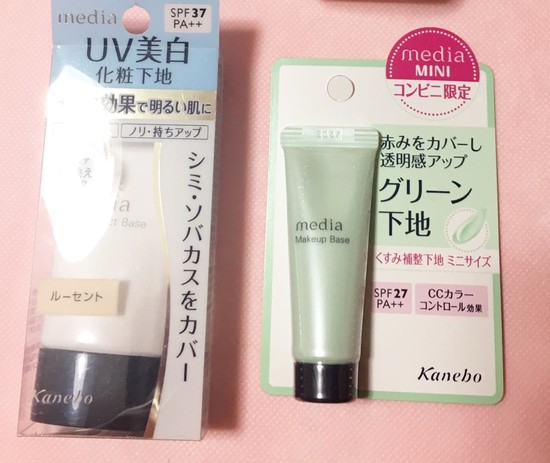 media
SPF37
PA++
UV美白
化粧下地
効果で明るい肌に
ノリ・持ちアップ
シミ・ソバカスをカバー
Base
ルーセント
media
MINI
コンビニ限定
赤みをカバーし
透明感アップ
グリーン
下地
くすみ補整下地 ミニサイズ
SPF27
PA++
CCカラー
コントロール効果
Kanebo
media
Makeup Base